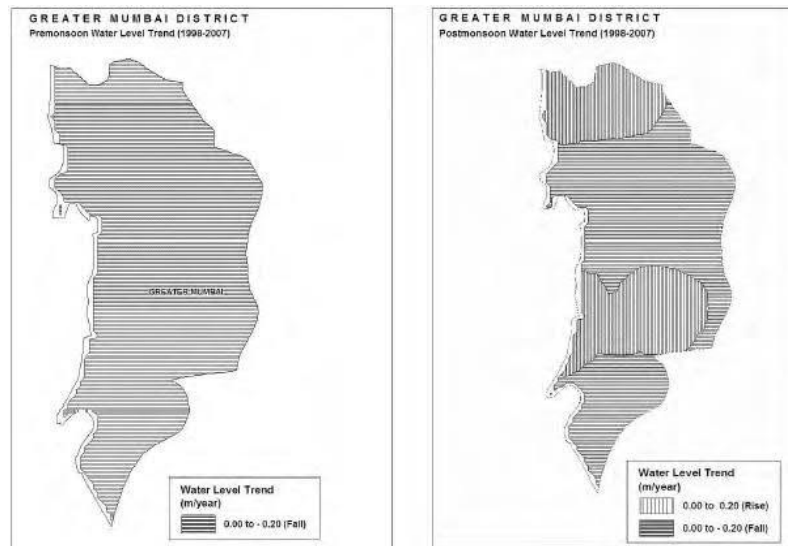 GREATER MUMBAI DISTRICT
Premonsoon Water Level Trend (1998-2007)
GREATER MUMBAI
Water Level Trend
(m/year)
0.00 to - 0.20 (Fall)
GREATER MUMBAI DISTRICT
Postmonsoon Water Level Trend (1998-2007)
Water Level Trend
(m/year)
0.00 to 0.20 (Rise)
0.00 to - 0.20 (Fall)